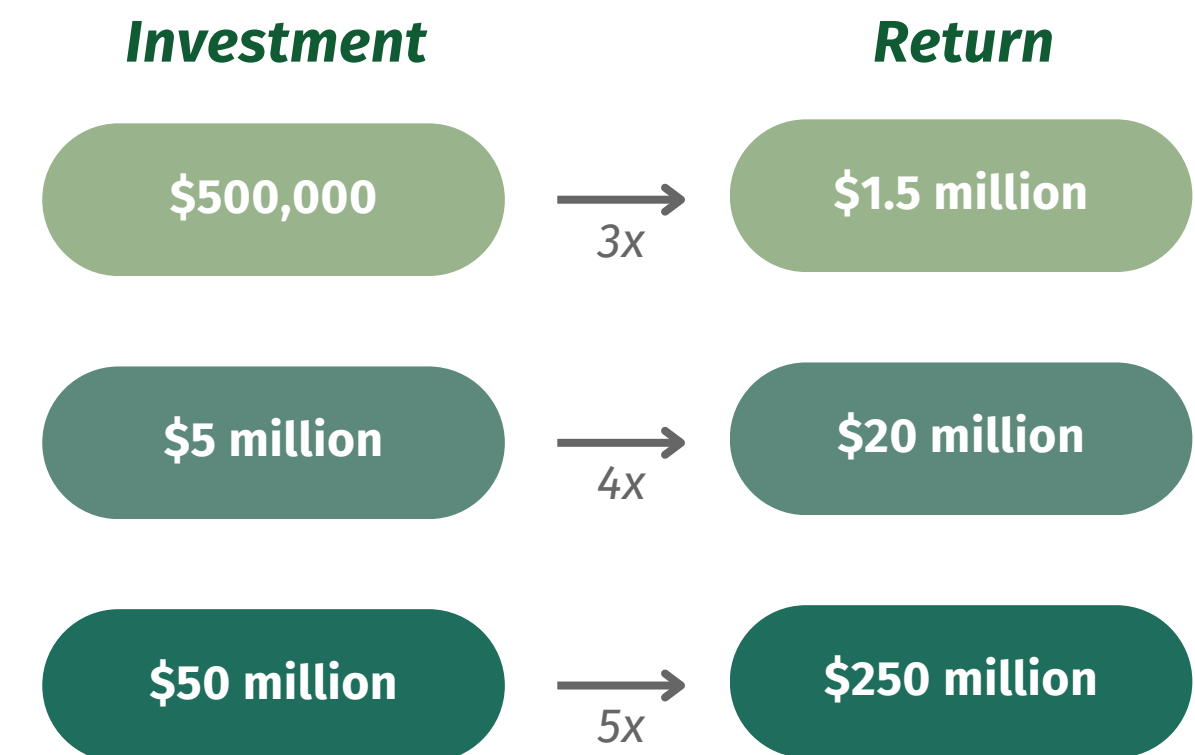 Investment
Return
$500,000
3x
$1.5 million
$5 million
4x
$20 million
$50 million
5x
$250 million